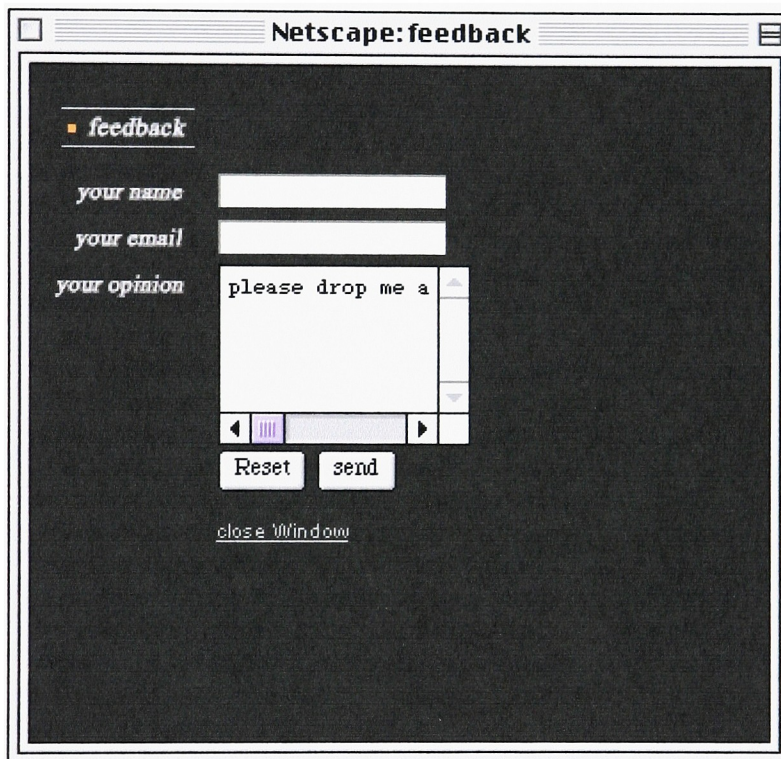 Netscape: feedback
feedback
your name
your email
your opinion
please drop me a
Reset send
close Window